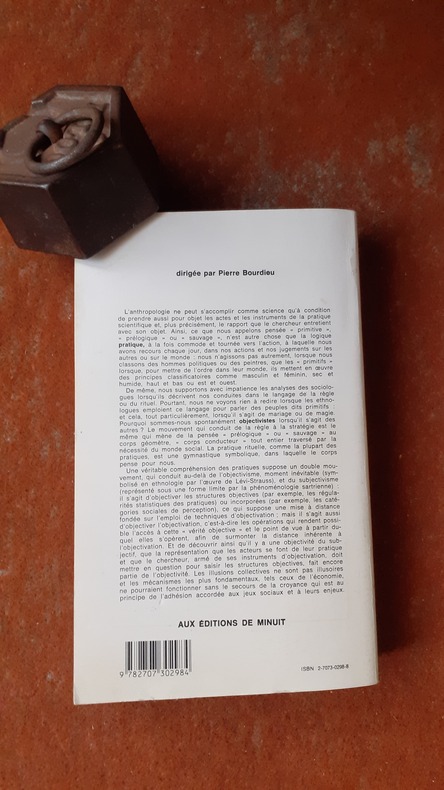 dirigée par Pierre Bourdieu
L'anthropologie ne peut s'accomplir comme science qu'à condition
de prendre aussi pour objet les actes et les instruments de la pratique
scientifique et, plus précisément, le rapport que le chercheur entretient
avec son objet. Ainsi, ce que nous appelons pensée « primitive »,
« prélogique » ou « sauvage », n'est autre chose que la logique
pratique, à la fois commode et tournée vers l'action, à laquelle nous
avons recours chaque jour, dans nos actions et nos jugements sur les
autres ou sur le monde : nous n'agissons pas autrement, lorsque nous
classons des hommes politiques ou des peintres, que les « primitifs »
lorsque, pour mettre de l'ordre dans leur monde, ils mettent en œuvre
des principes classificatoires comme masculin et féminin, sec et
humide, haut et bas ou est et ouest.
De même, nous supportons avec impatience les analyses des sociolo-
gues lorsqu'ils décrivent nos conduites dans le langage de la règle
ou du rituel. Pourtant, nous ne voyons rien à redire lorsque les ethno-
logues emploient ce langage pour parler des peuples dits primitifs :
et cela, tout particulièrement, lorsqu'il s'agit de mariage ou de magie.
Pourquoi sommes-nous spontanément objectivistes lorsqu'il s'agit des
autres ? Le mouvement qui conduit de la règle à la stratégie est le
même qui mène de la pensée « prélogique » ou « sauvage » au
corps géomètre, « corps conducteur » tout entier traversé par la
nécessité du monde social. La pratique rituelle, comme la plupart des
pratiques, est une gymnastique symbolique, dans laquelle le corps
pense pour nous.
Une véritable compréhension des pratiques suppose un double mou-
vement, qui conduit au-delà de l'objectivisme, moment inévitable (sym-
bolisé en ethnologie par l'œuvre de Lévi-Strauss), et du subjectivisme
(représenté sous une forme limite par la phénoménologie sartrienne) :
il s'agit d'objectiver les structures objectives (par exemple, les régula-
rités statistiques des pratiques) ou incorporées (par exemple, les caté-
gories sociales de perception), ce qui suppose une mise à distance
fondée sur l'emploi de techniques d'objectivation ; mais il s'agit aussi
d'objectiver l'objectivation, c'est-à-dire les opérations qui rendent possi-
ble l'accès à cette « vérité objective » et le point de vue à partir du-
quel elles s'opèrent, afin de surmonter la distance inhérente à
l'objectivation. Et de découvrir ainsi qu'il y a une objectivité du sub-
jectif, que la représentation que les acteurs se font de leur pratique
et que le chercheur, armé de ses instruments d'objectivation, doit
mettre en question pour saisir les structures objectives, fait encore
partie de l'objectivité. Les illusions collectives ne sont pas illusoires
et les mécanismes les plus fondamentaux, tels ceux de l'économie,
ne pourraient fonctionner sans le secours de la croyance qui est au
principe de l'adhésion accordée aux jeux sociaux et à leurs enjeux.
AUX ÉDITIONS DE MINUIT
9 782707 302984
ISBN 2-7073-0298-8